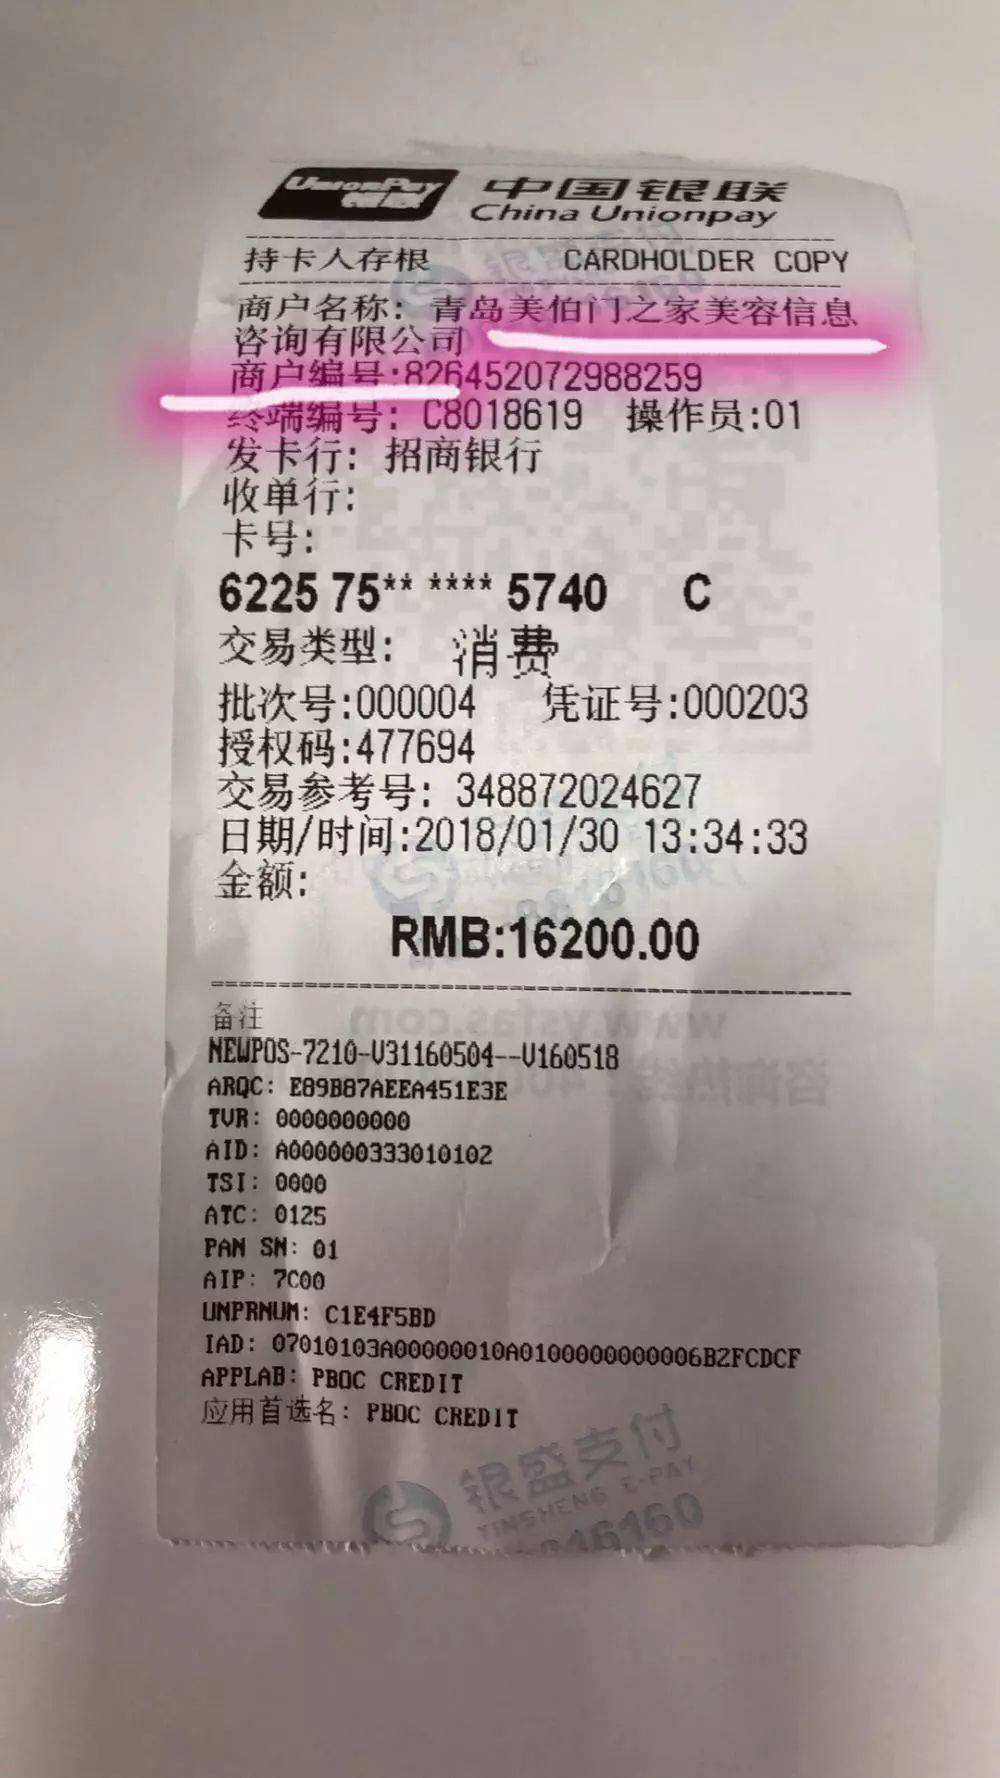 UnionPay
银联
中国银联
China Unionpay
持卡人存根 CARDHOLDER COPY
商户名称: 青岛美伯门之家美容信息
咨询有限公司
商户编号:826452072988259
终端编号: C8018619 操作员:01
发卡行: 招商银行
收单行:
卡号:
6225 75** **** 5740 C
交易类型: 消费
批次号:000004 凭证号:000203
授权码:477694
交易参考号: 348872024627
日期/时间:2018/01/30 13:34:33
金额:
RMB:16200.00
备注
NEWPOS-7210-V31160504--V160518
ARQC: E89B87AEEA451E3E
TVR: 0000000000
AID: A000000333010102
TSI: 0000
ATC: 0125
PAN SN: 01
AIP: 7C00
UNPRNUM: C1E4F5BD
IAD: 07010103A00000010A0100000000006B2FCDCF
APPLAB: PBOC CREDIT
应用首选名: PBOC CREDIT
银盛支付
YINSHENG E-PAY